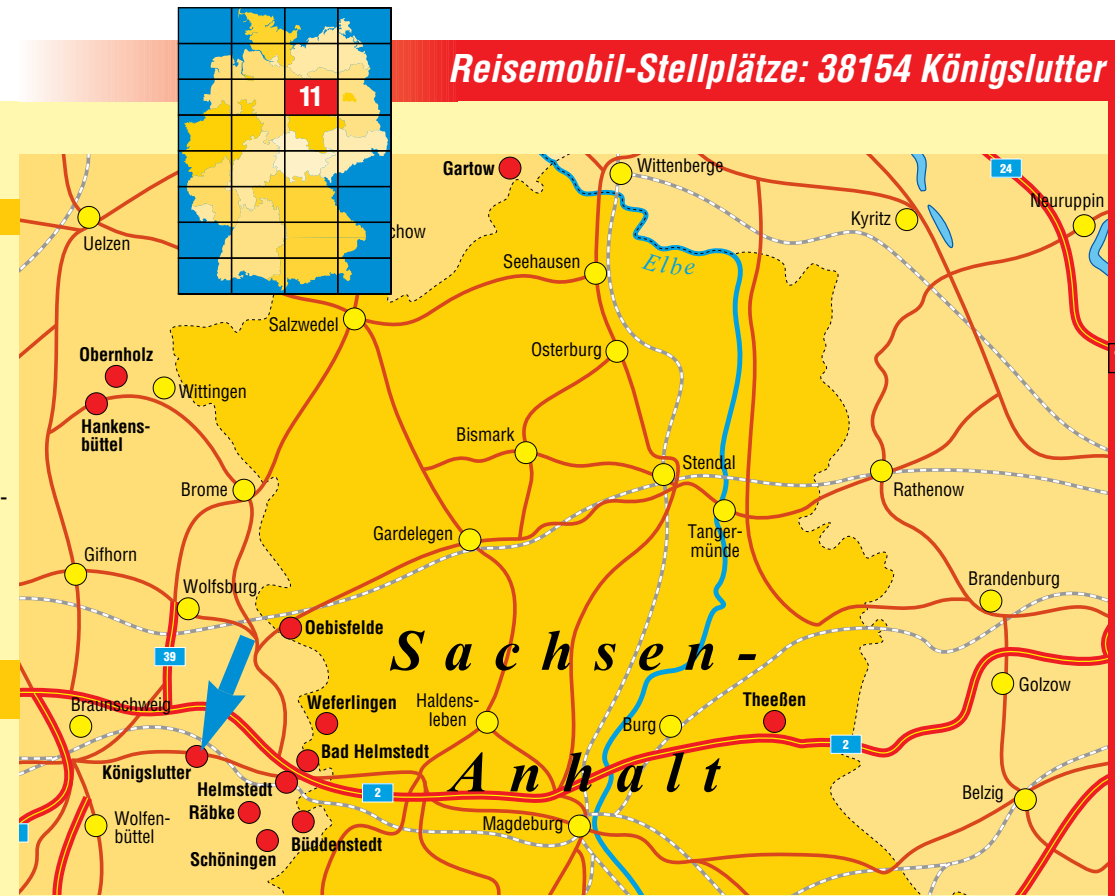 Reisemobil-Stellplätze: 38154 Königslutter
11
Gartow
Wittenberge
24
Neuruppin
Kyritz
Uelzen
chow
Seehausen
Elbe
Salzwedel
Obernholz
Osterburg
Wittingen
Hankens-
büttel
Bismark
Stendal
Brome
Rathenow
-
Gardelegen
Tanger-
münde
Gifhorn
Wolfsburg
Brandenburg
Oebisfelde
Sachsen-
39
Golzow
Braunschweig
Weferlingen
Haldens-
leben
Burg
Theeßen
2
Bad Helmstedt
Königslutter
Anhalt
Helmstedt
2
Belzig
Räbke
Wolfen-
büttel
Magdeburg
Büddenstedt
Schöningen